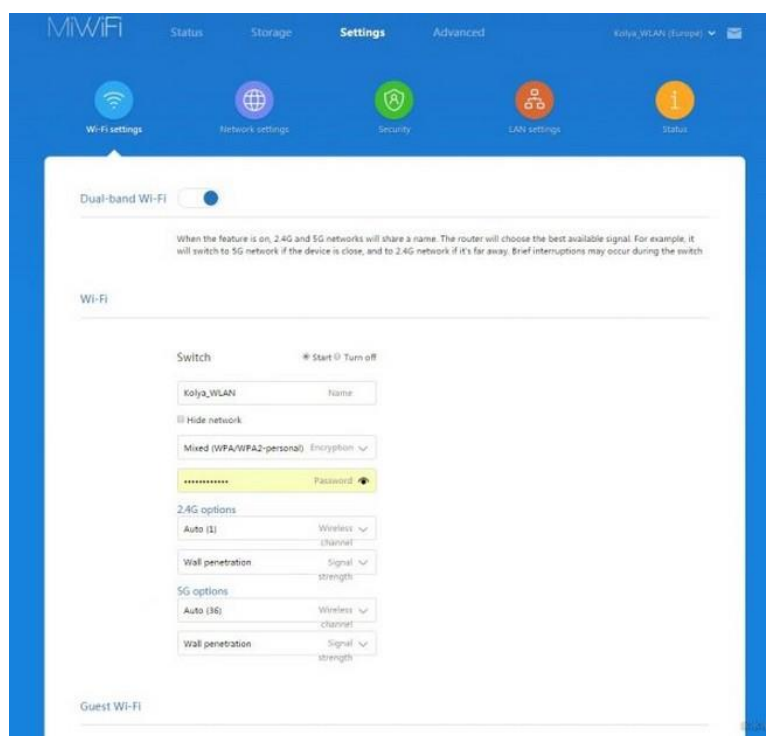 MiWiFi Status Storage Settings Advanced Kolya_WLAN (Europe)
Wi-Fi settings Network settings Security LAN settings Status
Dual-band Wi-Fi
When the feature is on, 2.4G and 5G networks will share a name. The router will choose the best available signal. For example, it
will switch to 5G network if the device is close, and to 2.4G network if it's far away. Brief interruptions may occur during the switch
Wi-Fi
Switch Start Turn off
Kolya_WLAN Name
Hide network
Mixed (WPA/WPA2-personal) Encryption
•••••••••••• Password
2.4G options
Auto (1) Wireless
channel
Wall penetration Signal
strength
5G options
Auto (36) Wireless
channel
Wall penetration Signal
strength
Guest Wi-Fi